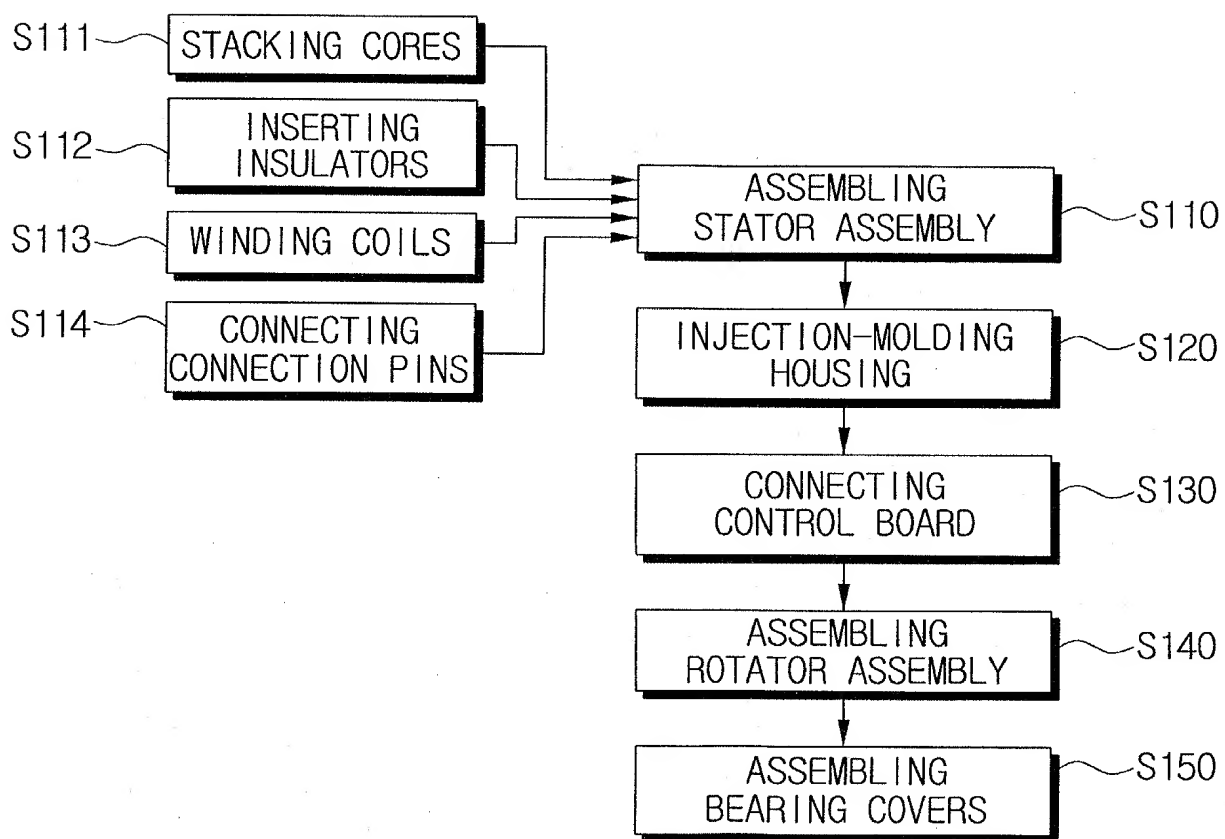 S111
STACKING CORES
S112
INSERTING
INSULATORS
S113
WINDING COILS
S114
CONNECTING
CONNECTION PINS
ASSEMBLING
STATOR ASSEMBLY
S110
INJECTION-MOLDING
HOUSING
S120
CONNECTING
CONTROL BOARD
S130
ASSEMBLING
ROTATOR ASSEMBLY
S140
ASSEMBLING
BEARING COVERS
S150